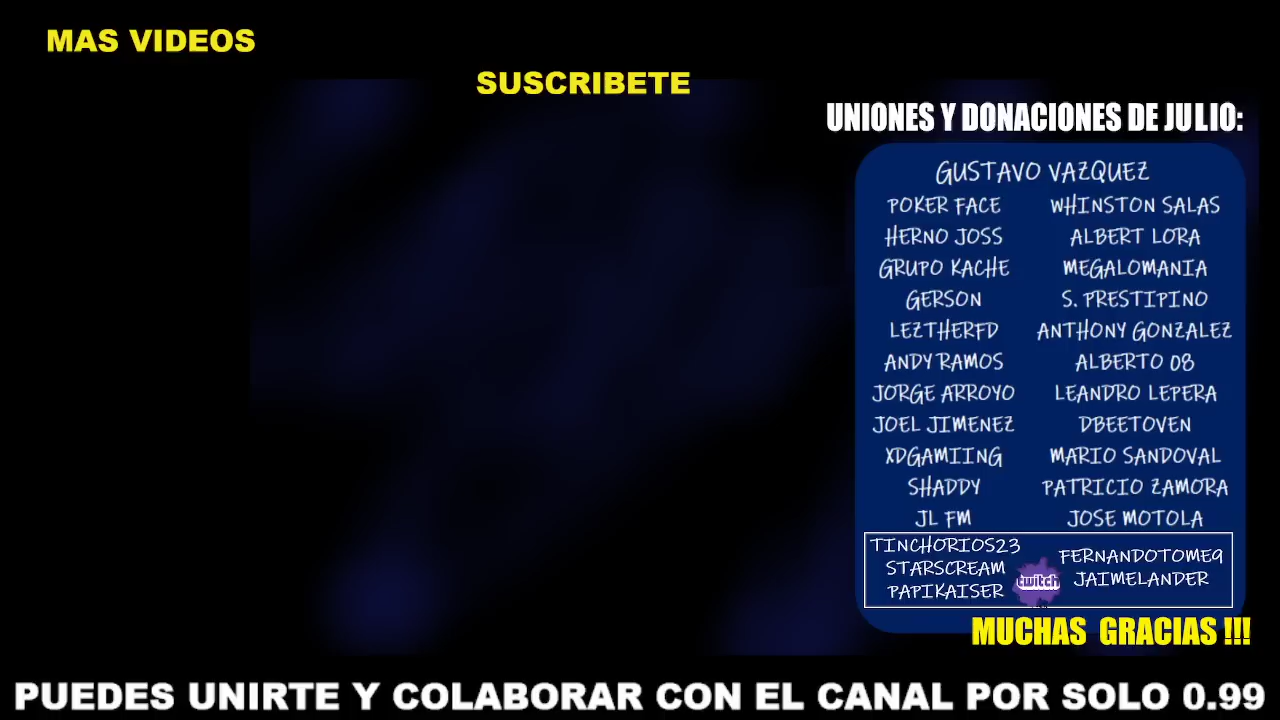 MAS VIDEOS
SUSCRIBETE
UNIONES Y DONACIONES DE JULIO:
GUSTAVO VAZQUEZ
POKER FACE WHINSTON SALAS
HERNO JOSS ALBERT LORA
GRUPO KACHE MEGALOMANIA
GERSON S. PRESTIPINO
LEZTHERFD ANTHONY GONZALEZ
ANDY RAMOS ALBERTO 08
JORGE ARROYO LEANDRO LEPERA
JOEL JIMENEZ DBEETOVEN
XDGAMIING MARIO SANDOVAL
SHADDY PATRICIO ZAMORA
JL FM JOSE MOTOLA
TINCHORIOS23
STARSCREAM
PAPIKAISER
twitch
FERNANDOTOME9
JAIMELANDER
MUCHAS GRACIAS !!!
PUEDES UNIRTE Y COLABORAR CON EL CANAL POR SOLO 0.99